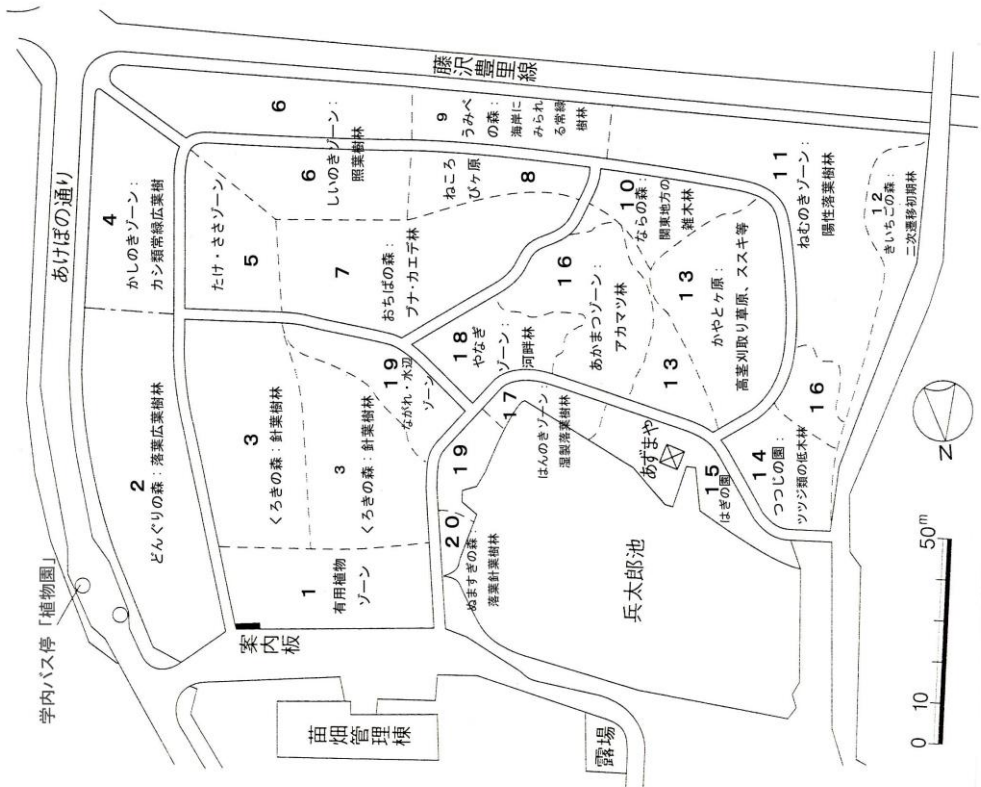 学内バス停「植物園」
あけぼの通り
藤沢豊里線
2
どんぐりの森：落葉広葉樹林
4
かしのきゾーン：
カシ類常緑広葉樹
案内板
苗畑管理棟
露場
1
有用植物
ゾーン
3
くろきの森：針葉樹林
3
くろきの森：針葉樹林
5
たけ・ささゾーン
6
6
しいのきゾーン：
照葉樹林
7
おちばの森：
ブナ・カエデ林
ねころ
びヶ原
8
9
うみべ
の森：
海岸に
みられ
る常緑
樹林
10
ならの森：
関東地方の
雑木林
11
ねむのきゾーン：
陽性落葉樹林
12
きいちごの森：
二次遷移初期林
13
13
かやとヶ原：
高茎刈取り草原、ススキ等
14
つつじの園：
ツツジ類の低木林
15
はぎの園
あずまや
16
あかまつゾーン：
アカマツ林
16
17
はんのきゾーン：
湿製落葉樹林
18
やなぎ
ゾーン：
河畔林
19
ながれ・水辺
ゾーン
19
20
ぬますぎの森：
落葉針葉樹林
兵太郎池
N
0 10 50m